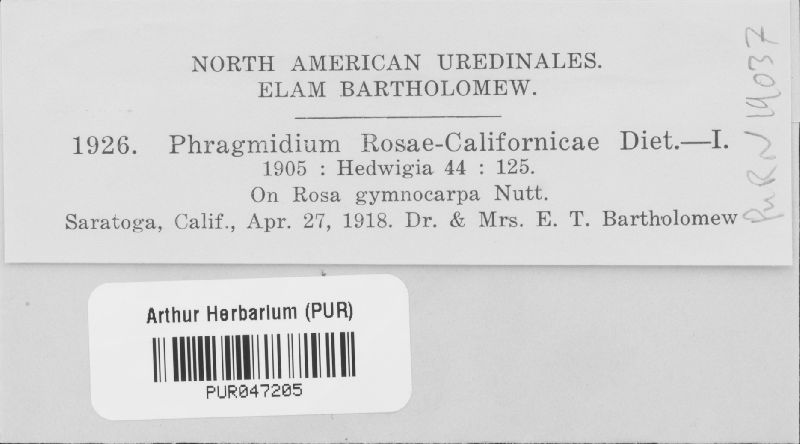 NORTH AMERICAN UREDINALES.
ELAM BARTHOLOMEW.
1926. Phragmidium Rosae-Californicae Diet.—I.
1905 : Hedwigia 44 : 125.
On Rosa gymnocarpa Nutt.
Saratoga, Calif., Apr. 27, 1918. Dr. & Mrs. E. T. Bartholomew
PUR N 19037
Arthur Herbarium (PUR)
PUR047205